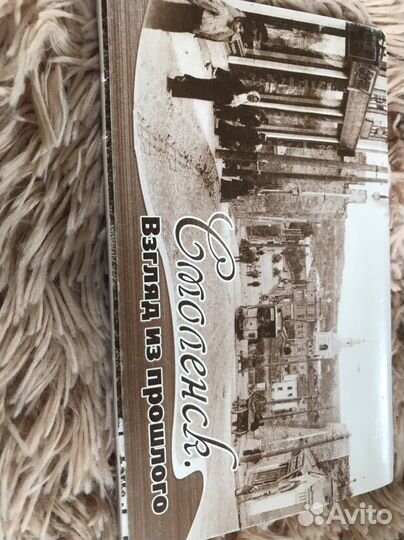 Смоленск.
Взгляд из прошлого
Avito